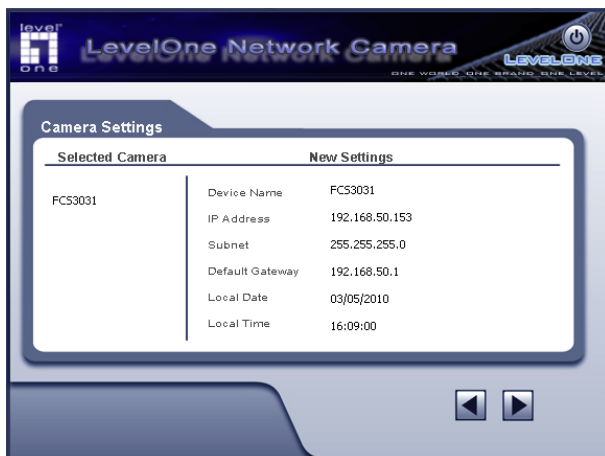 level
one
LevelOne Network Camera
LEVELONE
ONE WORLD ONE BRAND ONE LEVEL
Camera Settings
Selected Camera New Settings
FCS3031
Device Name FCS3031
IP Address 192.168.50.153
Subnet 255.255.255.0
Default Gateway 192.168.50.1
Local Date 03/05/2010
Local Time 16:09:00